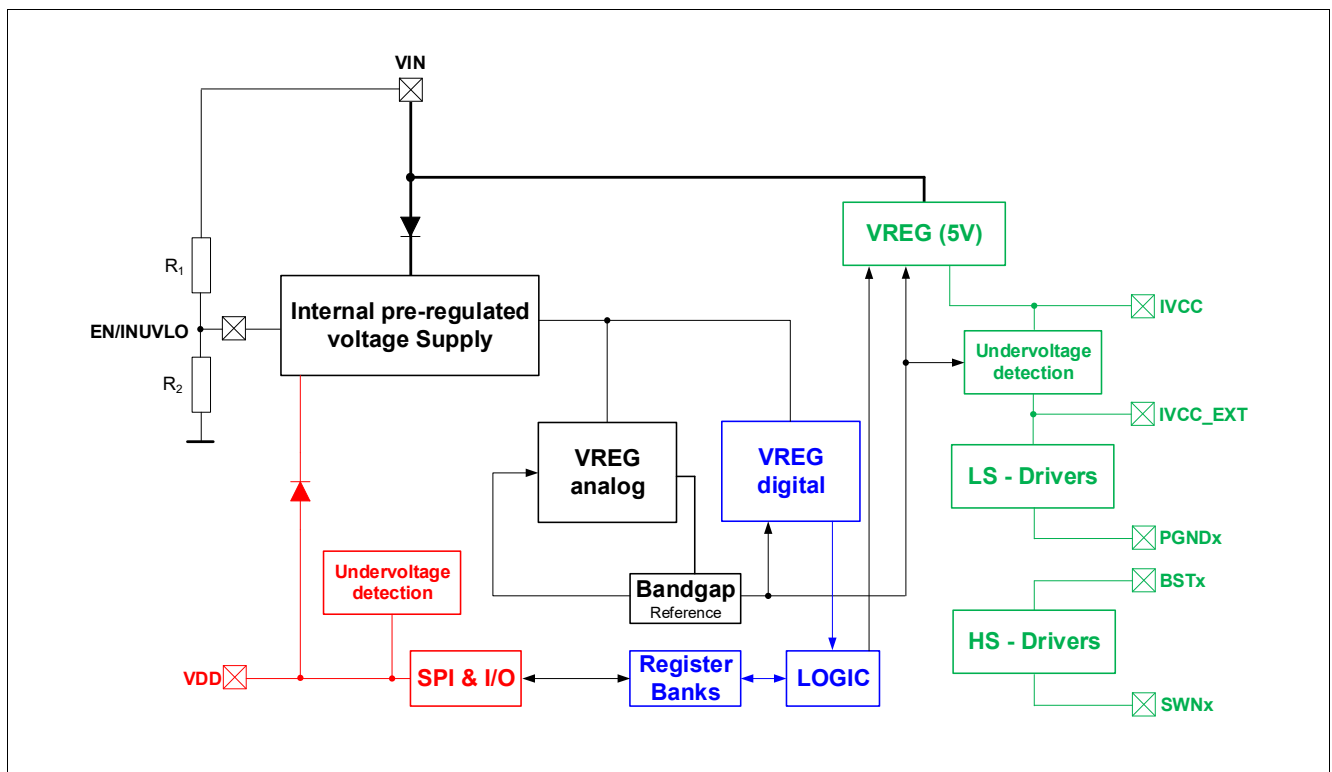 VIN
VREG (5V)
R1
Internal pre-regulated
voltage Supply
IVCC
EN/INUVLO
Undervoltage
detection
R2
IVCC_EXT
VREG
analog
VREG
digital
LS - Drivers
PGNDx
Undervoltage
detection
Bandgap
Reference
BSTx
HS - Drivers
VDD
SPI & I/O
Register
Banks
LOGIC
SWNx